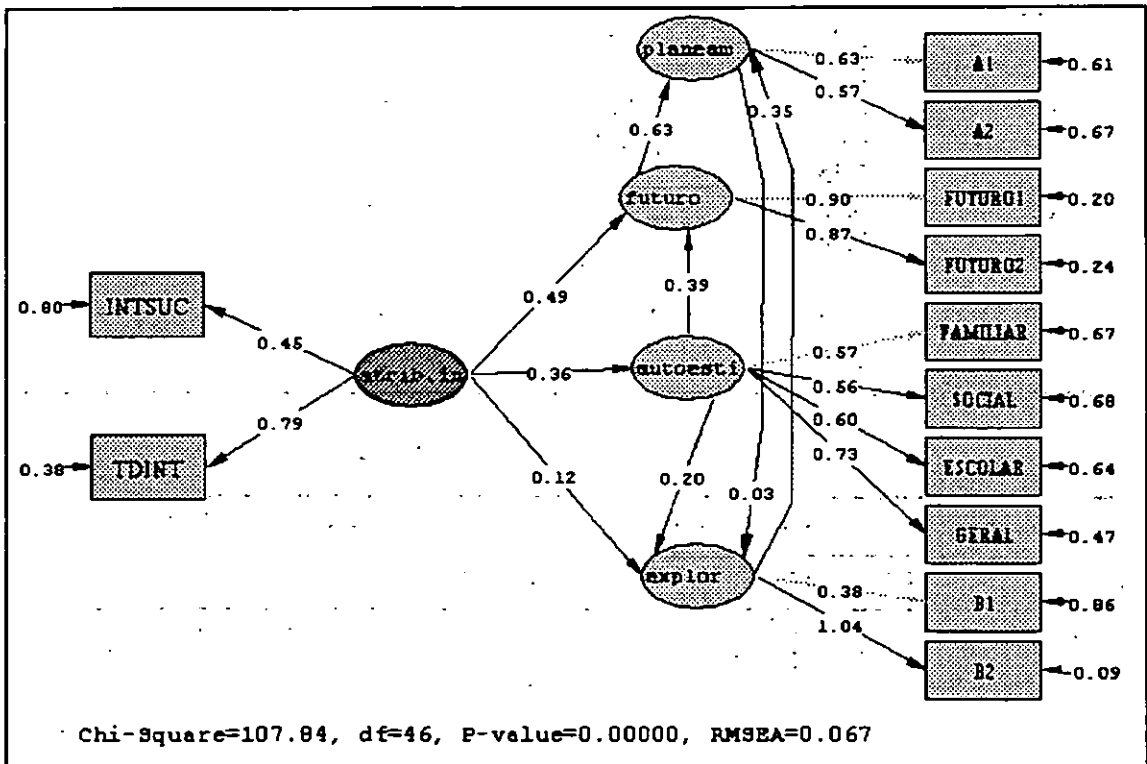 planeam
0.63
A1
0.61
0.57
0.35
A2
0.67
0.63
futuro
0.90
FUTURO1
0.20
0.87
FUTURO2
0.24
0.80
INTSUC
0.49
0.39
FAMILIAR
0.67
0.45
0.57
atrib.in
0.36
autoesti
0.56
SOCIAL
0.68
0.60
0.79
0.73
ESCOLAR
0.64
0.38
TDINT
0.12
0.20
0.03
GERAL
0.47
explor
0.38
B1
0.86
1.04
B2
0.09
Chi-Square=107.84, df=46, P-value=0.00000, RMSEA=0.067